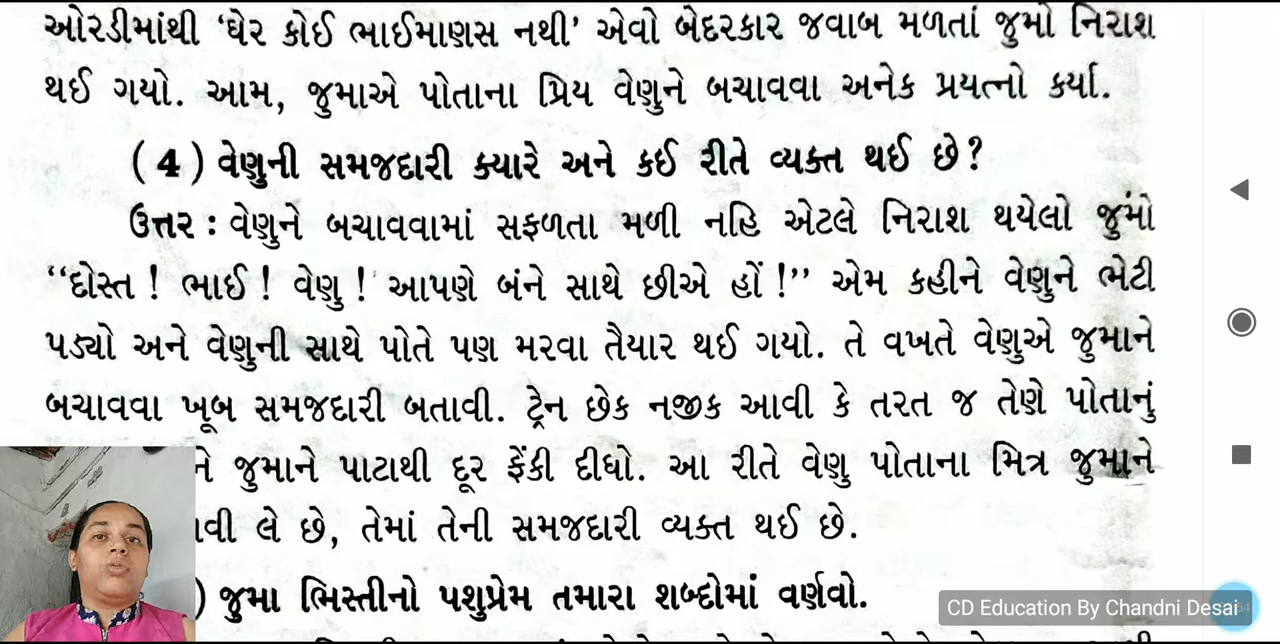 ઓરડીમાંથી ‘ઘેર કોઈ ભાઈમાણસ નથી’ એવો બેદરકાર જવાબ મળતાં જુમો નિરાશ
થઈ ગયો. આમ, જુમાએ પોતાના પ્રિય વેણુને બચાવવા અનેક પ્રયત્નો કર્યા.
(4) વેણુની સમજદારી ક્યારે અને કઈ રીતે વ્યક્ત થઈ છે?
ઉત્તર : વેણુને બચાવવામાં સફળતા મળી નહિ એટલે નિરાશ થયેલો જુમો
“દોસ્ત ! ભાઈ ! વેણુ ! આપણે બંને સાથે છીએ હોં !” એમ કહીને વેણુને ભેટી
પડ્યો અને વેણુની સાથે પોતે પણ મરવા તૈયાર થઈ ગયો. તે વખતે વેણુએ જુમાને
બચાવવા ખૂબ સમજદારી બતાવી. ટ્રેન છેક નજીક આવી કે તરત જ તેણે પોતાનું
ને જુમાને પાટાથી દૂર ફેંકી દીધો. આ રીતે વેણુ પોતાના મિત્ર જુમાને
વી લે છે, તેમાં તેની સમજદારી વ્યક્ત થઈ છે.
) જુમા ભિસ્તીનો પશુપ્રેમ તમારા શબ્દોમાં વર્ણવો.
CD Education By Chandni Desai